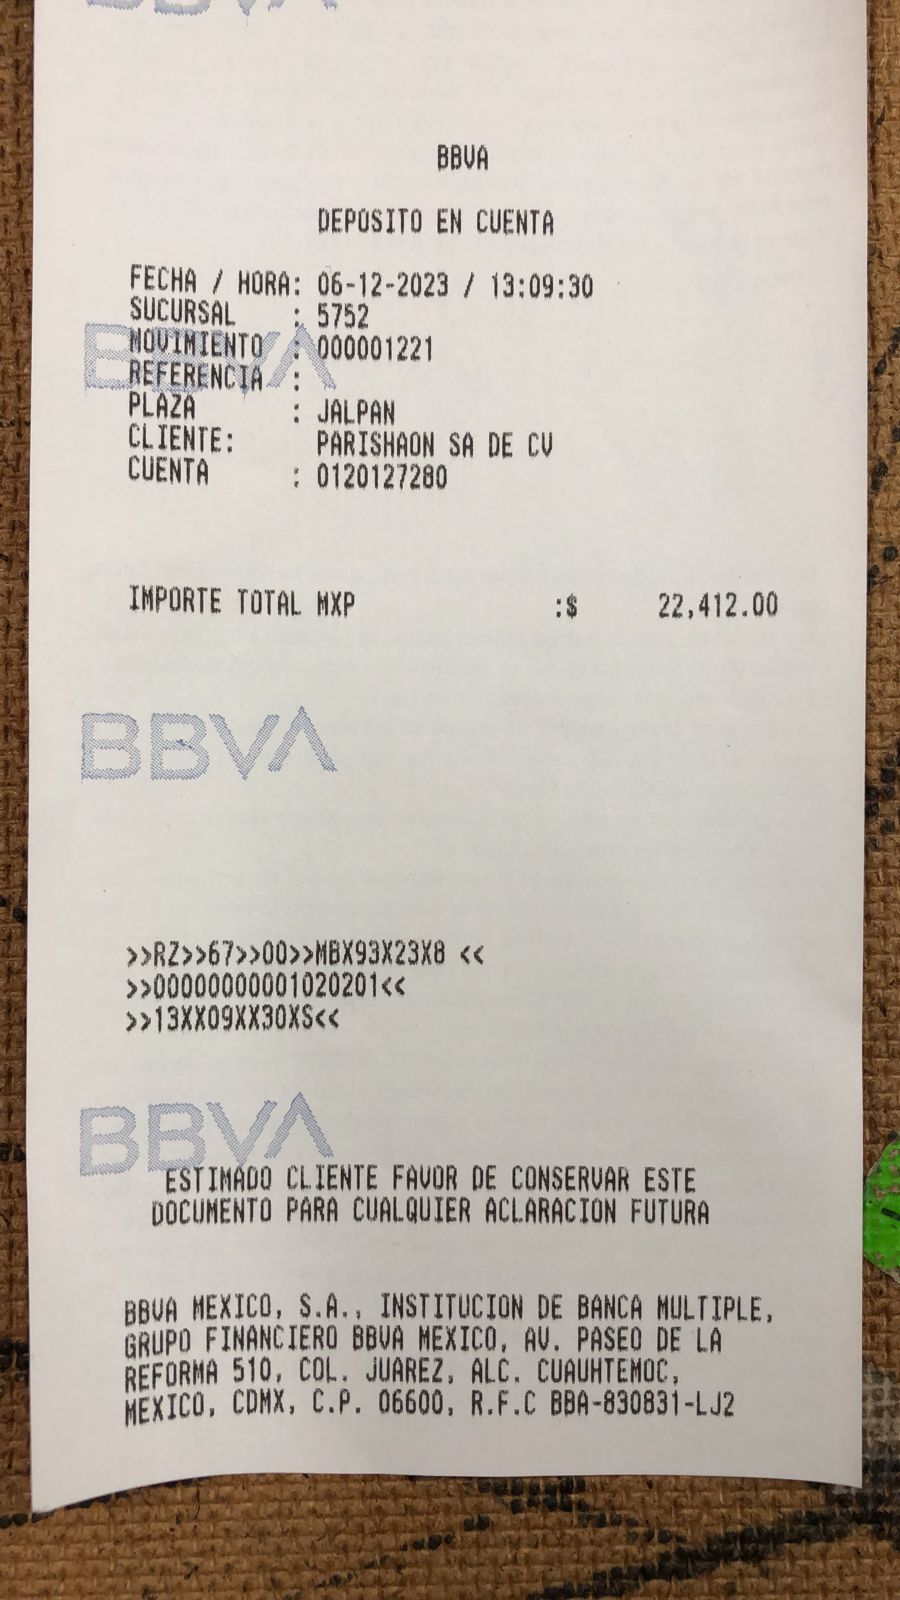 BBVA
BBVA
DEPOSITO EN CUENTA
FECHA / HORA: 06-12-2023 / 13:09:30
SUCURSAL : 5752
BBVA
MOVIMIENTO : 000001221
REFERENCIA :
PLAZA : JALPAN
CLIENTE: PARISHAON SA DE CV
CUENTA : 0120127280
IMPORTE TOTAL MXP :$ 22,412.00
BBVA
>>RZ>>67>>00>>MBX93X23X8 <<
>>00000000001020201<<
>>13XX09XX30XS<<
BBVA
ESTIMADO CLIENTE FAVOR DE CONSERVAR ESTE
DOCUMENTO PARA CUALQUIER ACLARACION FUTURA
BBVA MEXICO, S.A., INSTITUCION DE BANCA MULTIPLE,
GRUPO FINANCIERO BBVA MEXICO, AV. PASEO DE LA
REFORMA 510, COL. JUAREZ, ALC. CUAUHTEMOC,
MEXICO, CDMX, C.P. 06600, R.F.C BBA-830831-LJ2